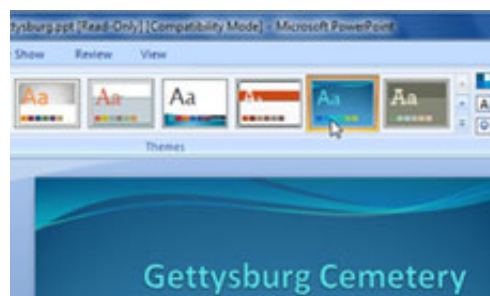 tysburg.ppt [Read-Only] [Compatibility Mode] - Microsoft PowerPoint
Show Review View
Aa Aa Aa Aa Aa Aa
A
Themes
Gettysburg Cemetery